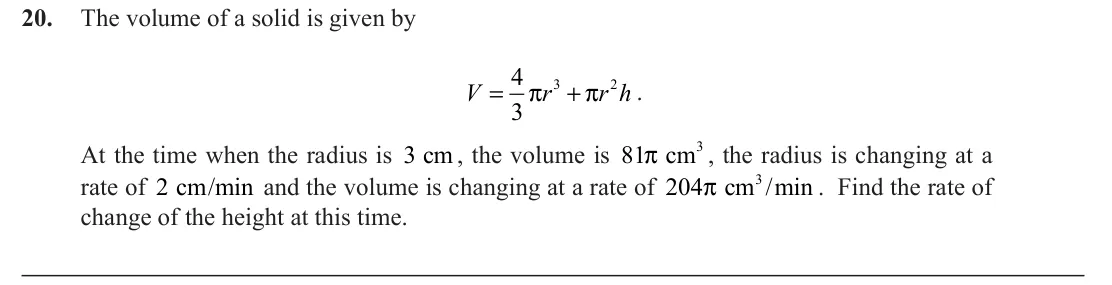 20. The volume of a solid is given by
V = 4/3 πr³ + πr²h .
At the time when the radius is 3 cm, the volume is 81π cm³, the radius is changing at a
rate of 2 cm/min and the volume is changing at a rate of 204π cm³/min. Find the rate of
change of the height at this time.